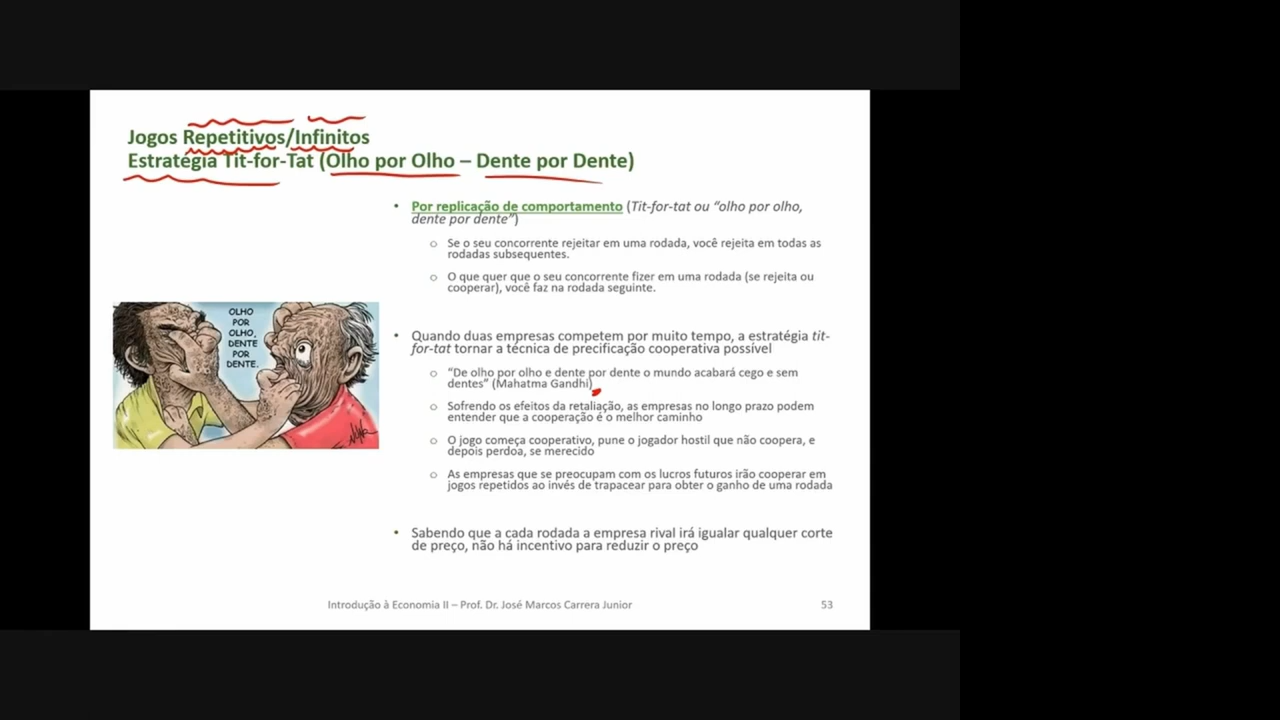 Jogos Repetitivos/Infinitos
Estratégia Tit-for-Tat (Olho por Olho – Dente por Dente)
• Por replicação de comportamento (Tit-for-tat ou “olho por olho,
dente por dente”)
o Se o seu concorrente rejeitar em uma rodada, você rejeita em todas as
rodadas subsequentes.
o O que quer que o seu concorrente fizer em uma rodada (se rejeita ou
cooperar), você faz na rodada seguinte.
OLHO
POR
OLHO,
DENTE
POR
DENTE.
• Quando duas empresas competem por muito tempo, a estratégia tit-
for-tat tornar a técnica de precificação cooperativa possível
o “De olho por olho e dente por dente o mundo acabará cego e sem
dentes” (Mahatma Gandhi)
o Sofrendo os efeitos da retaliação, as empresas no longo prazo podem
entender que a cooperação é o melhor caminho
o O jogo começa cooperativo, pune o jogador hostil que não coopera, e
depois perdoa, se merecido
o As empresas que se preocupam com os lucros futuros irão cooperar em
jogos repetidos ao invés de trapacear para obter o ganho de uma rodada
• Sabendo que a cada rodada a empresa rival irá igualar qualquer corte
de preço, não há incentivo para reduzir o preço
Introdução à Economia II – Prof. Dr. José Marcos Carrera Junior
53